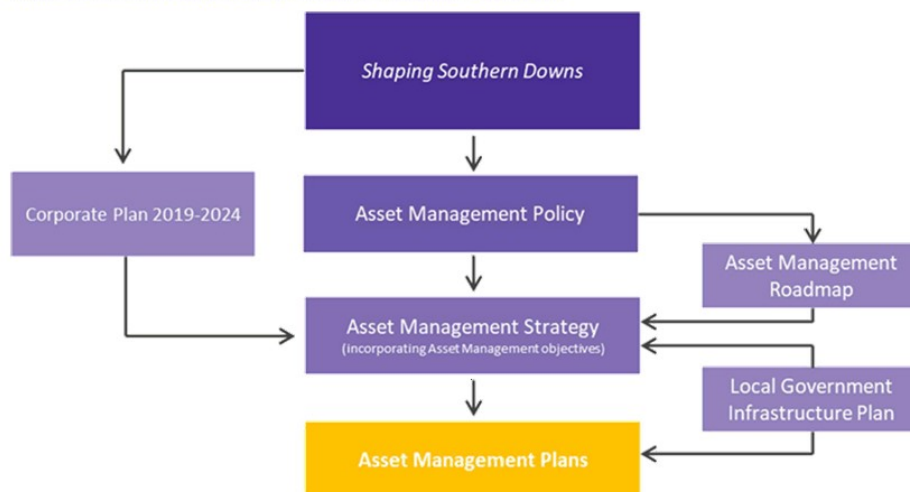 Shaping Southern Downs
Corporate Plan 2019-2024
Asset Management Policy
Asset Management
Roadmap
Asset Management Strategy
(incorporating Asset Management objectives)
Local Government
Infrastructure Plan
Asset Management Plans